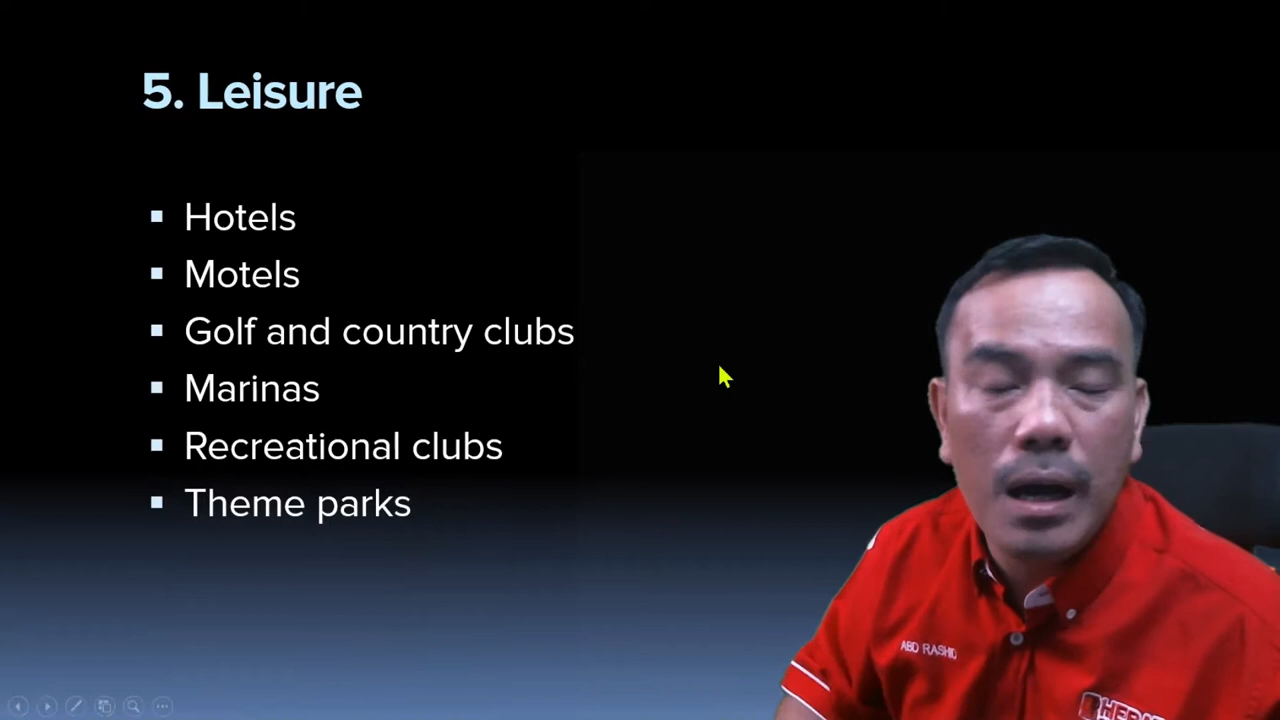 5. Leisure
Hotels
Motels
Golf and country clubs
Marinas
Recreational clubs
Theme parks
ABD RASHID